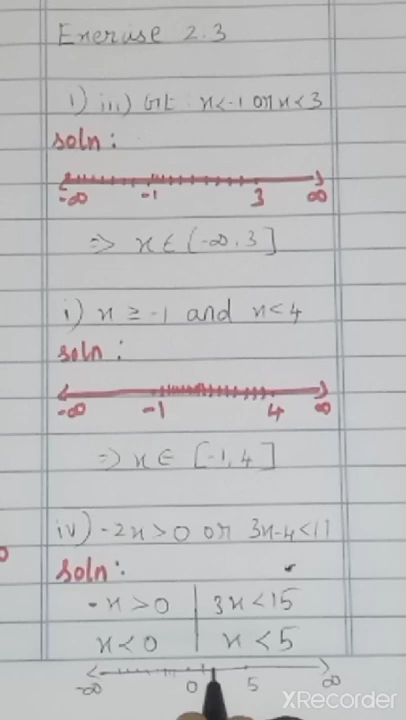 Exercise 2.3
1) iii) Gt: x<-1 or x<3
soln:
-∞ -1 3 ∞
⇒ x ∈ (-∞, 3]
i) x ≥ -1 and x<4
soln:
-∞ -1 4 ∞
⇒ x ∈ [-1, 4]
iv) -2x>0 or 3x-4<11
soln:
-x>0 | 3x<15
x<0 | x<5
-∞ 0 5 ∞
XRecorder